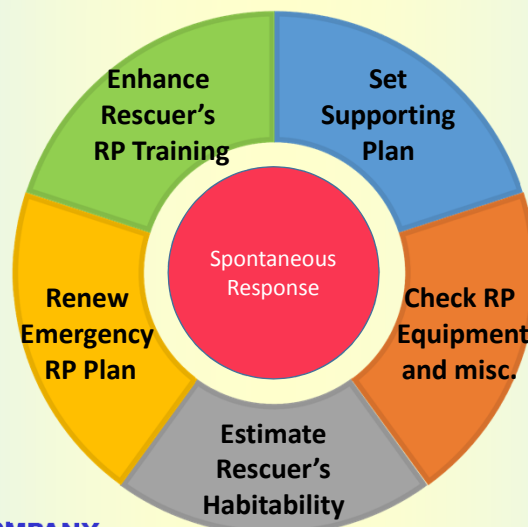 Enhance
Rescuer's
RP Training
Set
Supporting
Plan
Spontaneous
Response
Renew
Emergency
RP Plan
Check RP
Equipment
and misc.
Estimate
Rescuer's
Habitability